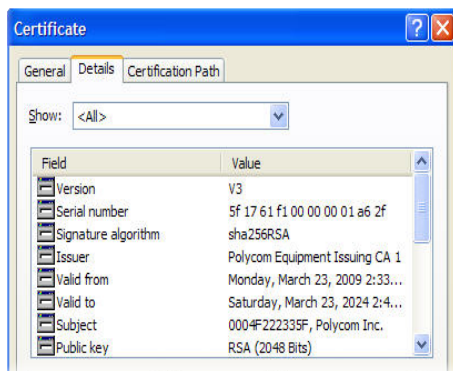 Certificate
General Details Certification Path
Show: <All>
Field Value
Version V3
Serial number 5f 17 61 f1 00 00 00 01 a6 2f
Signature algorithm sha256RSA
Issuer Polycom Equipment Issuing CA 1
Valid from Monday, March 23, 2009 2:33...
Valid to Saturday, March 23, 2024 2:4...
Subject 0004F222335F, Polycom Inc.
Public key RSA (2048 Bits)